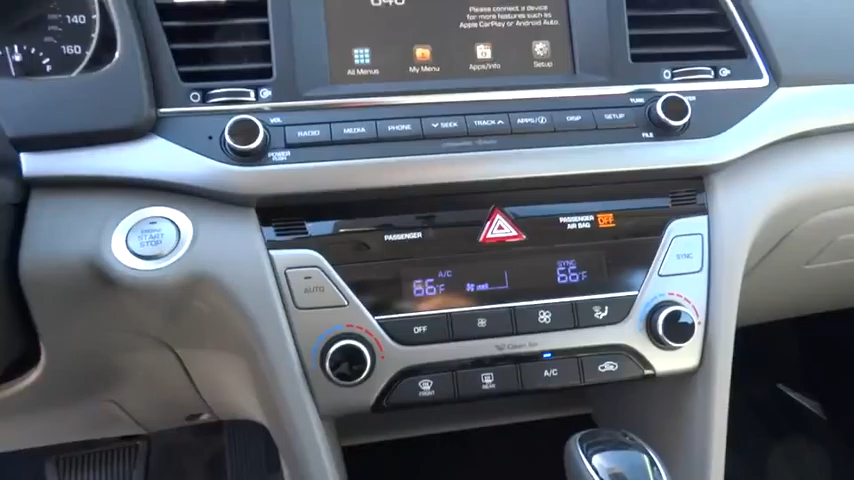 120
140
160
Please connect a device
for more features such as
Apple CarPlay or Android Auto.
All Menus
My Menu
Apps
Setup
VOL
TUNE
RADIO
MEDIA
PHONE
< SEEK
TRACK >
APPS/
DISP
SETUP
POWER
PUSH
FILE
ENGINE
START
STOP
PASSENGER
PASSENGER
AIR BAG
OFF
AUTO
66
A/C
SYNC
66
SYNC
OFF
Clean Air
FRONT
REAR
A/C